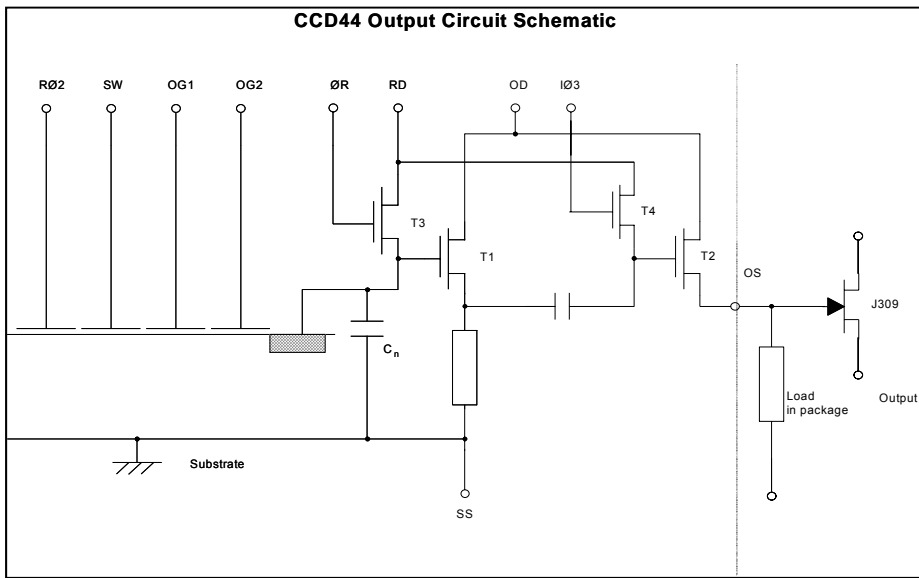 CCD44 Output Circuit Schematic
RØ2 SW OG1 OG2 ØR RD OD IØ3
T3
T4
T1
T2
OS
J309
Cn
Load
in package
Output
Substrate
SS